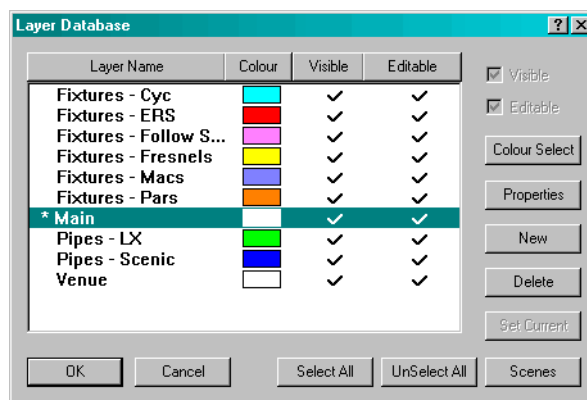 Layer Database
Layer Name Colour Visible Editable
Fixtures - Cyc
Fixtures - ERS
Fixtures - Follow S...
Fixtures - Fresnels
Fixtures - Macs
Fixtures - Pars
* Main
Pipes - LX
Pipes - Scenic
Venue
Visible
Editable
Colour Select
Properties
New
Delete
Set Current
OK Cancel Select All UnSelect All Scenes